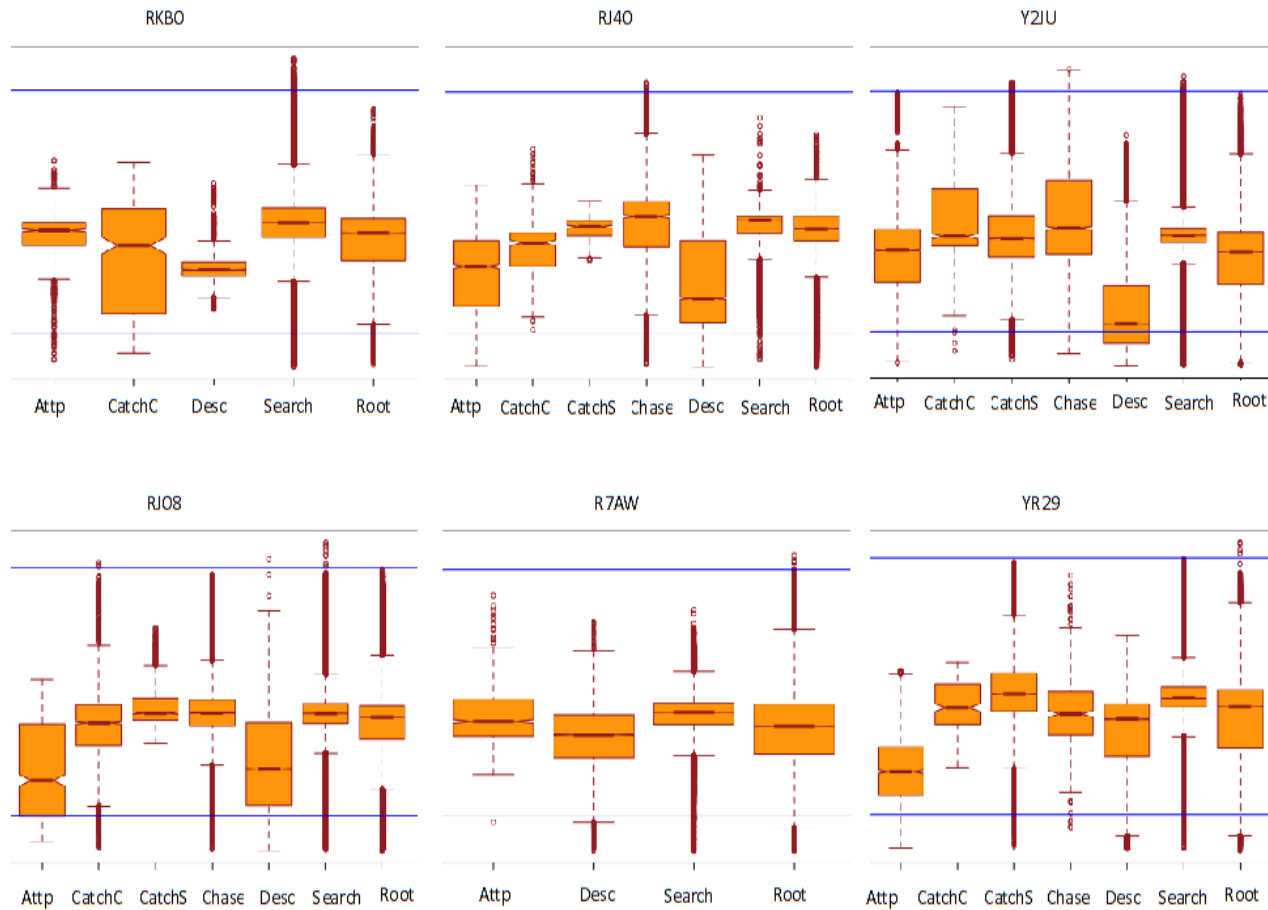 RKBO RJ4O Y2JU
Attp CatchC Desc Search Root
Attp CatchC CatchS Chase Desc Search Root
Attp CatchC CatchS Chase Desc Search Root
RJO8 R7AW YR29
Attp CatchC CatchS Chase Desc Search Root
Attp Desc Search Root
Attp CatchC CatchS Chase Desc Search Root